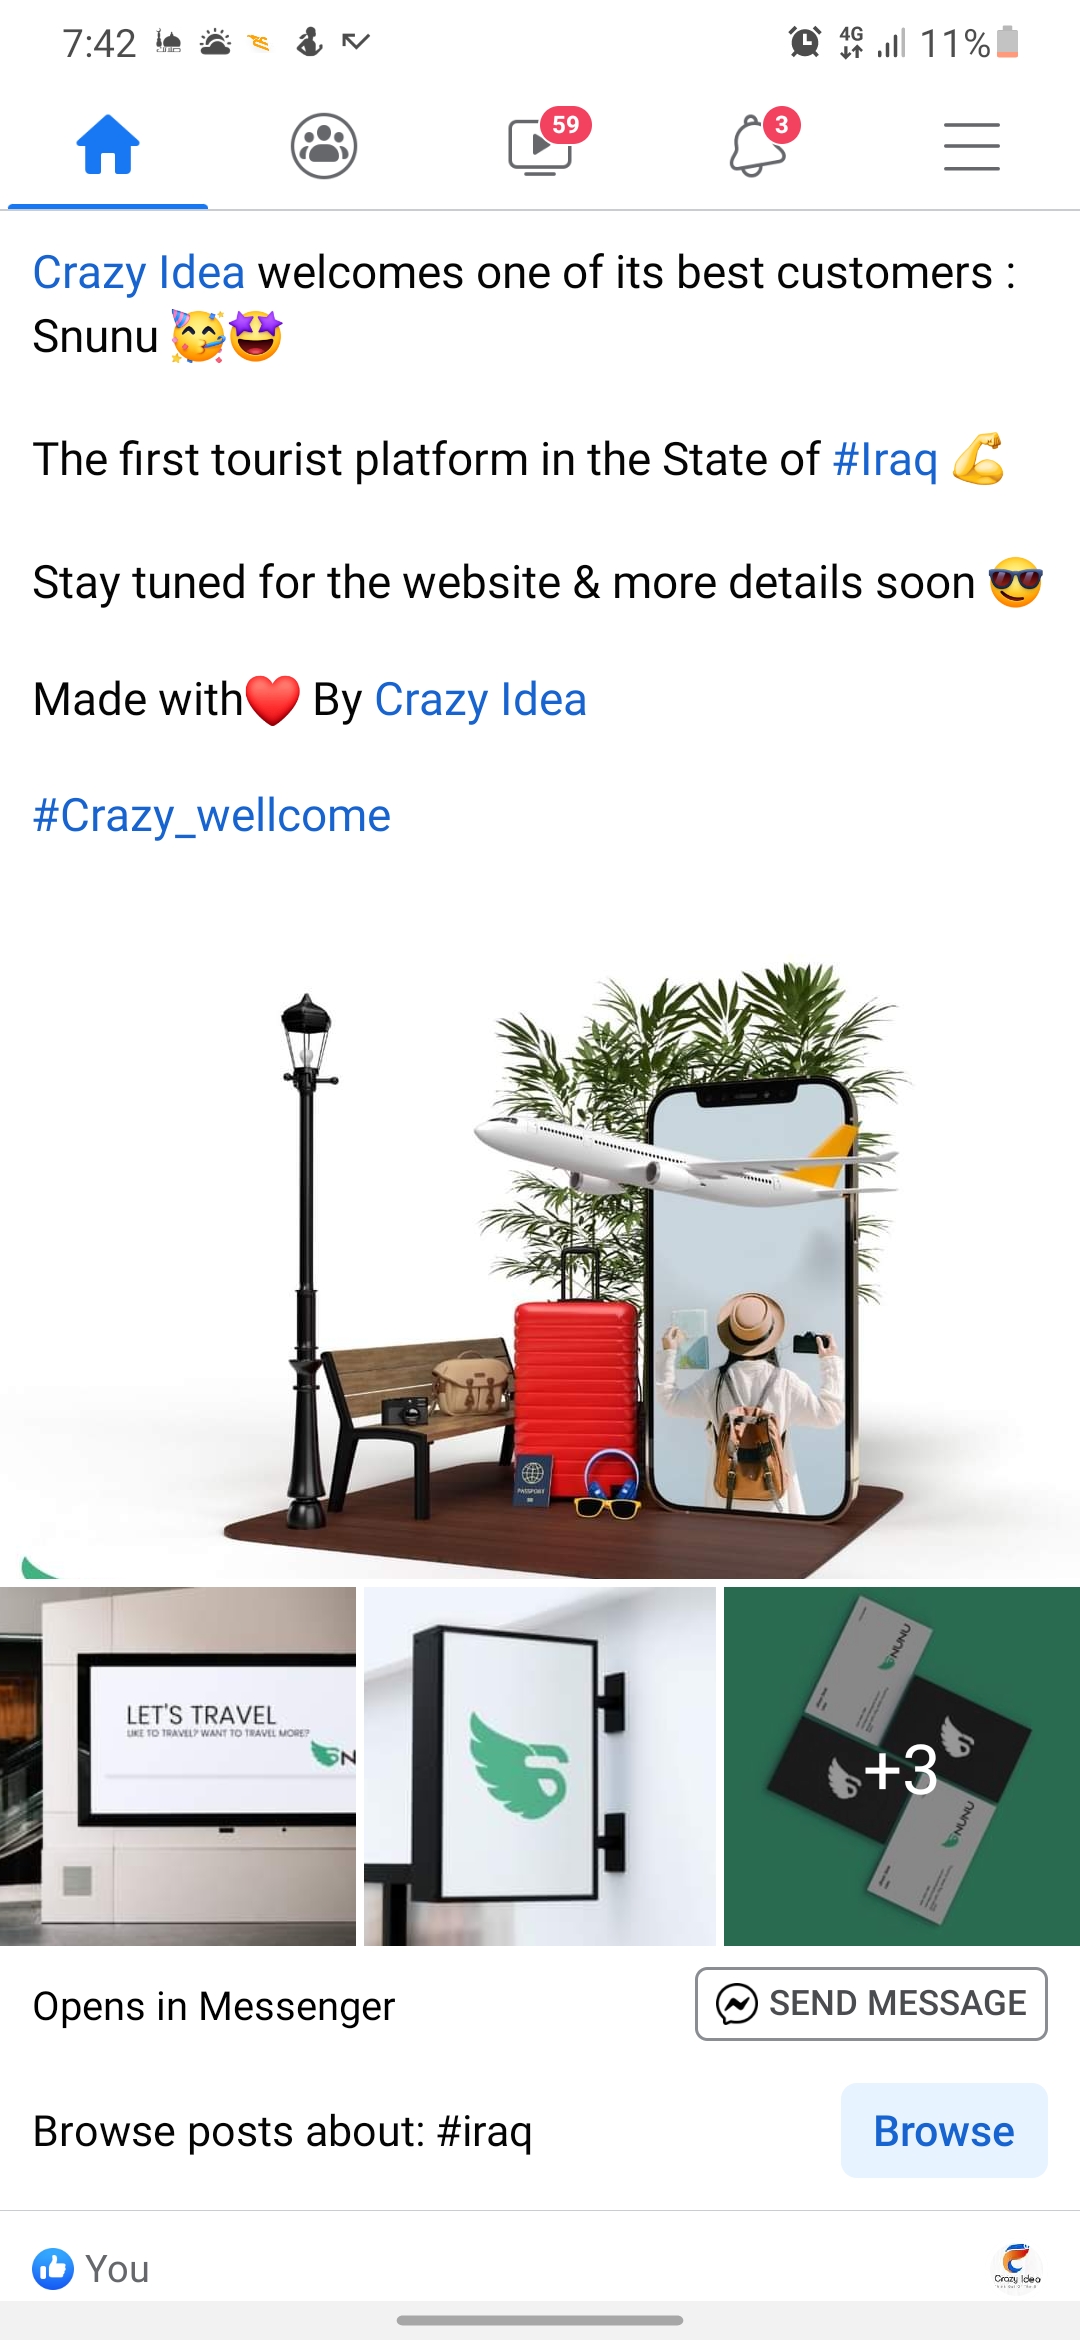 7:42
4G
11%
59
3
Crazy Idea welcomes one of its best customers :
Snunu 🥳🤩
The first tourist platform in the State of #Iraq 💪
Stay tuned for the website & more details soon 😎
Made with❤️ By Crazy Idea
#Crazy_wellcome
PASSPORT
LET'S TRAVEL
LIKE TO TRAVEL? WANT TO TRAVEL MORE?
SNUNU
SNUNU
+3
Opens in Messenger
SEND MESSAGE
Browse posts about: #iraq
Browse
You
Crazy Idea